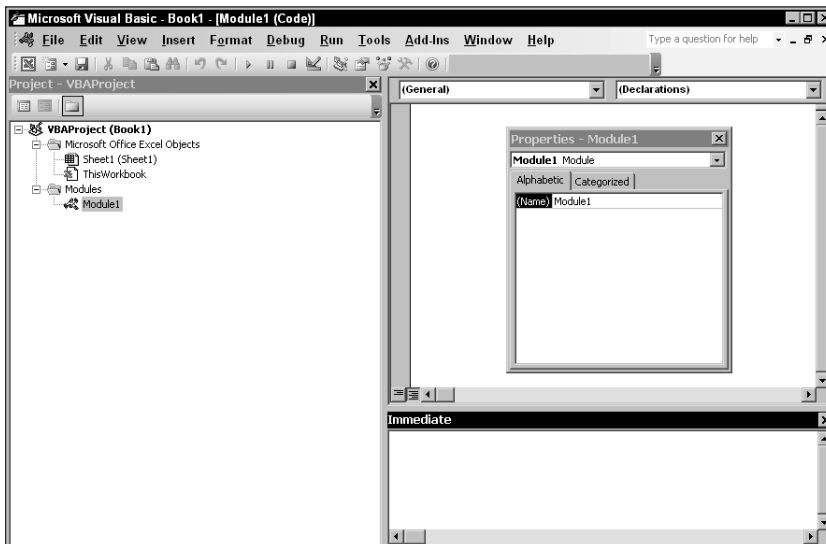 Microsoft Visual Basic - Book1 - [Module1 (Code)]
File Edit View Insert Format Debug Run Tools Add-Ins Window Help
Type a question for help
Project - VBAProject
(General)
(Declarations)
VBAProject (Book1)
Microsoft Office Excel Objects
Sheet1 (Sheet1)
ThisWorkbook
Modules
Module1
Properties - Module1
Module1 Module
Alphabetic Categorized
(Name) Module1
Immediate